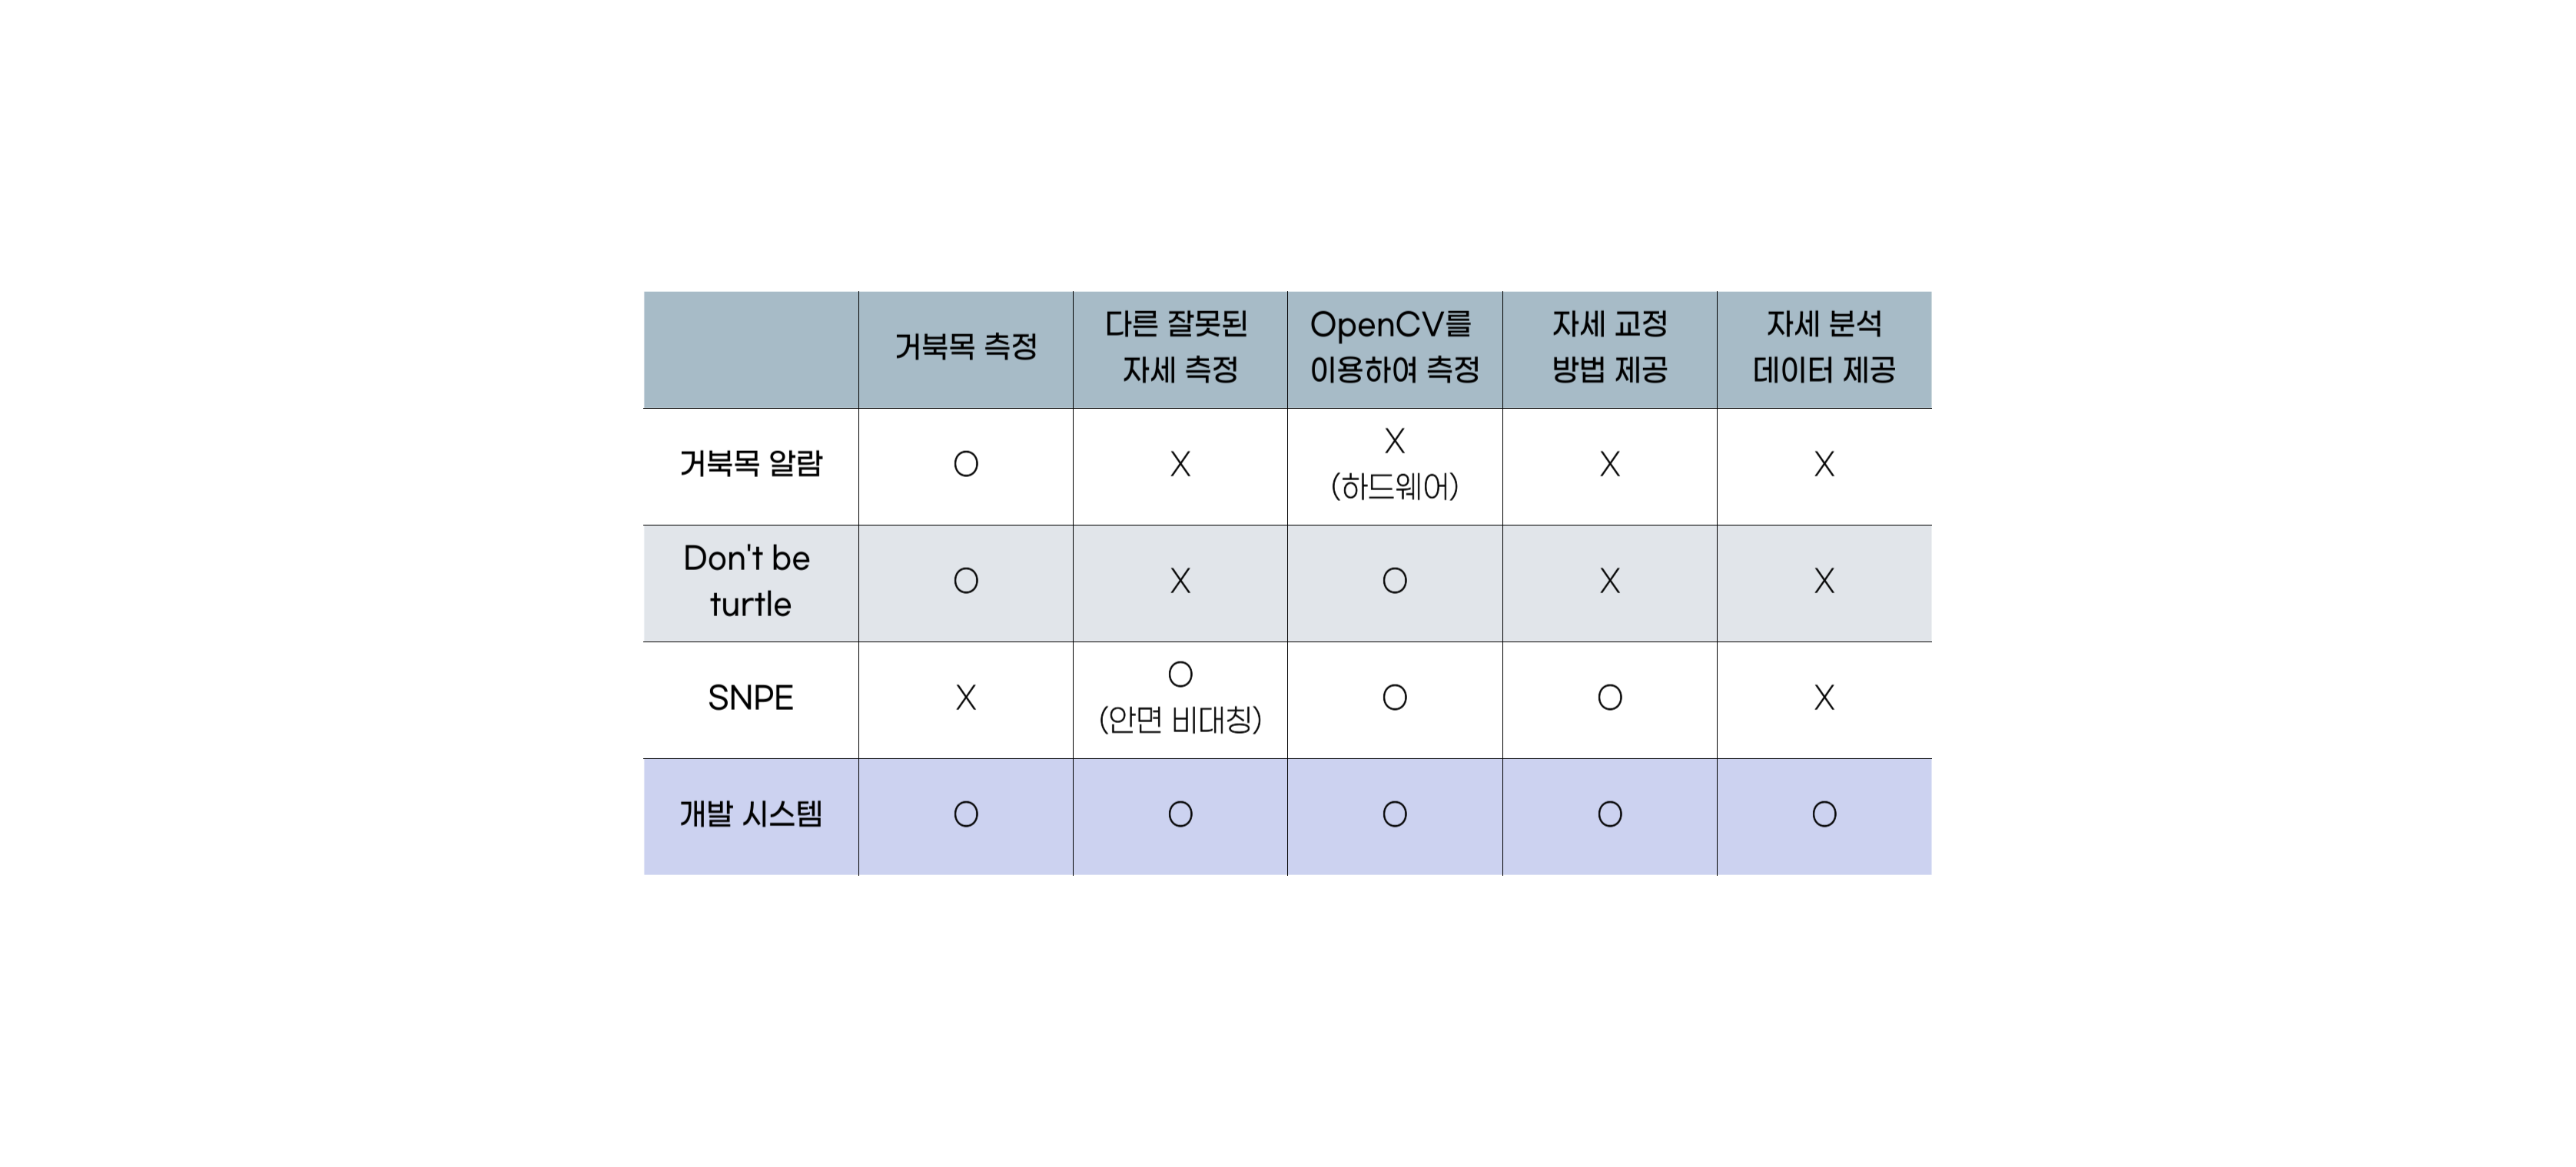 거북목 측정
다른 잘못된
자세 측정
OpenCV를
이용하여 측정
자세 교정
방법 제공
자세 분석
데이터 제공
거북목 알람
O
X
X
(하드웨어)
X
X
Don't be
turtle
O
X
O
X
X
SNPE
X
O
(안면 비대칭)
O
O
X
개발 시스템
O
O
O
O
O